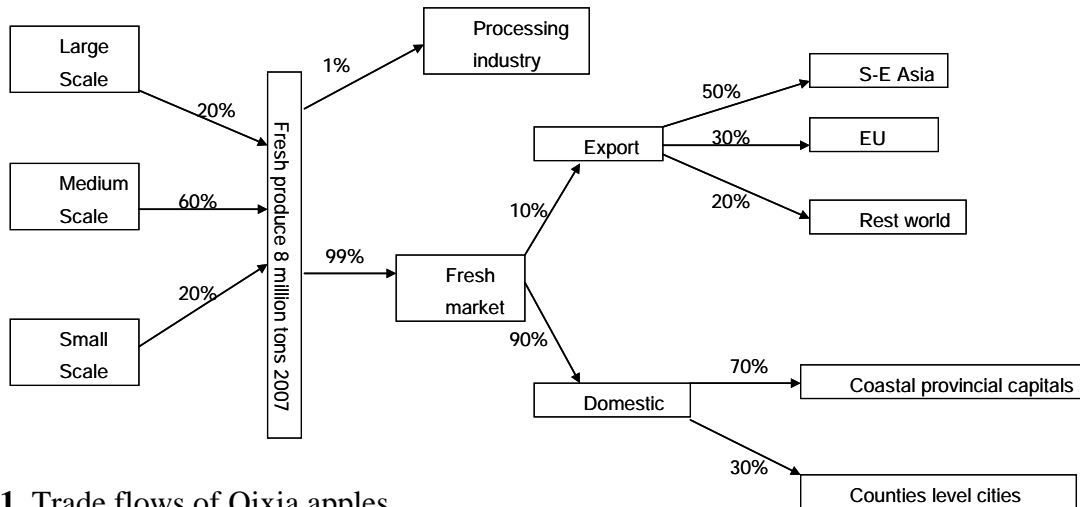 Large
Scale
20%
Medium
Scale
60%
Small
Scale
20%
Fresh produce 8 million tons 2007
1%
Processing
industry
99%
Fresh
market
10%
Export
50%
S-E Asia
30%
EU
20%
Rest world
90%
Domestic
70%
Coastal provincial capitals
30%
Counties level cities
1. Trade flows of Qixia apples